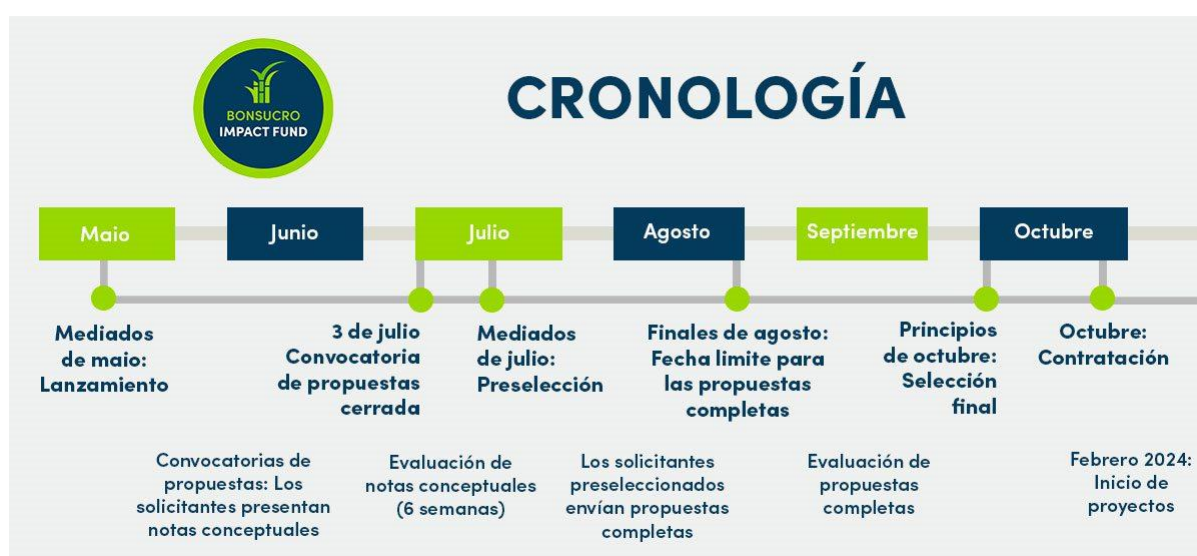 BONSUCRO
IMPACT FUND
CRONOLOGÍA
Maio
Junio
Julio
Agosto
Septiembre
Octubre
Mediados
de maio:
Lanzamiento
3 de julio
Convocatoria
de propuestas
cerrada
Mediados
de julio:
Preselección
Finales de agosto:
Fecha limite para
las propuestas
completas
Principios
de octubre:
Selección
final
Octubre:
Contratación
Convocatorias de
propuestas: Los
solicitantes presentan
notas conceptuales
Evaluación de
notas conceptuales
(6 semanas)
Los solicitantes
preseleccionados
envían propuestas
completas
Evaluación de
propuestas
completas
Febrero 2024:
Inicio de
proyectos